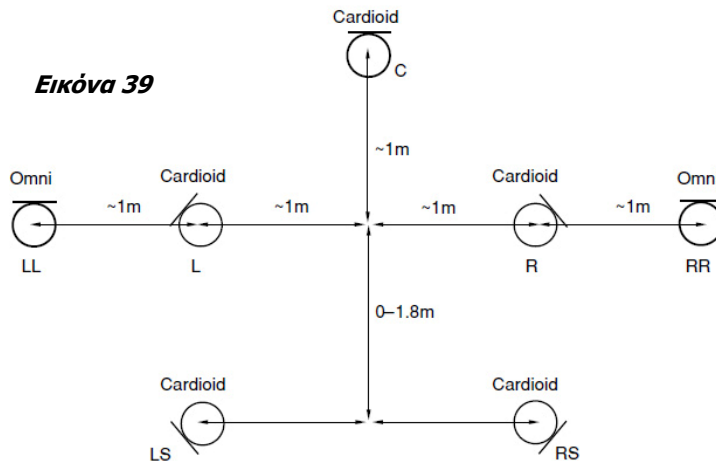 Cardioid
Εικόνα 39
C
~1m
Omni
Cardioid
Cardioid
Omni
~1m
~1m
~1m
~1m
LL
L
R
RR
0–1.8m
Cardioid
Cardioid
LS
RS